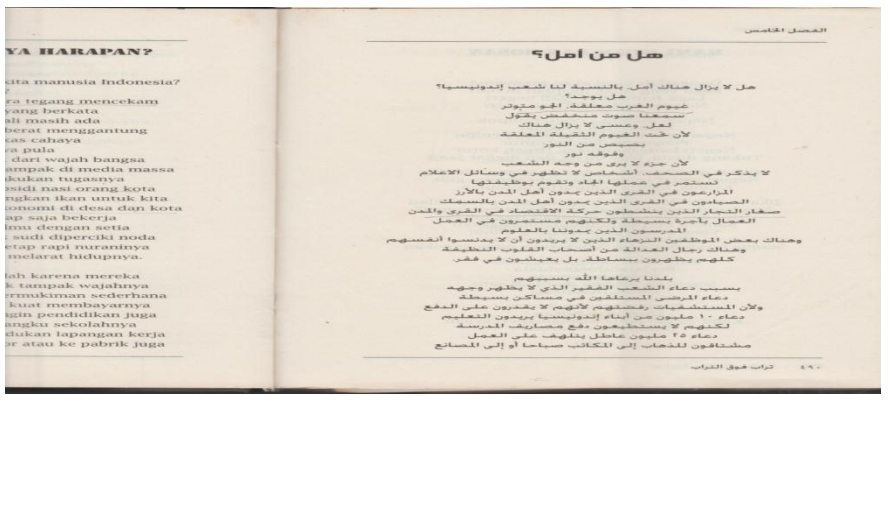 YA HARAPAN?
kita manusia Indonesia?
?
ra tegang mencekam
yang berkata
ali masih ada
berat menggantung
kas cahaya
va pula
dari wajah bangsa
ampak di media massa
akukan tugasnya
osidi nasi orang kota
ngkan ikan untuk kita
konomi di desa dan kota
ap saja bekerja
lmu dengan setia
sudi diperciki noda
etap rapi nuraninya
melarat hidupnya.
lah karena mereka
k tampak wajahnya
ermukiman sederhana
kuat membayarnya
ngin pendidikan juga
angku sekolahnya
dukan lapangan kerja
or atau ke pabrik juga
الفصل الخامس
هل من أمل؟
هل لا يزال هناك أمل، بالنسبة لنا شعب إندونيسيا؟
هل يوجد؟
غيوم الغرب معلقة، الجو متوتر
سمعنا صوت منخفض يقول
لعل، وعسى لا يزال هناك
لأن تحت الغيوم الثقيلة المعلقة
بصيص من النور
وفوقه نور
لأن جزء لا يرى من وجه الشعب
لا يذكر في الصحف، أشخاص لا تظهر في وسائل الاعلام
تستمر في عملها الجاد وتقوم بوظيفتها
المزارعون في القرى الذين يمدون أهل المدن بالأرز
الصيادون في القرى الذين يمدون أهل المدن بالسمك
صغار التجار الذين ينشطون حركة الاقتصاد في القرى والمدن
العمال بأجرة بسيطة ولكنهم مستمرون في العمل
المدرسون الذين يمدوننا بالعلوم
وهناك بعض الموظفين النزهاء الذين لا يريدون أن لا يدنسوا أنفسهم
وهناك رجال العدالة من أصحاب القلوب النظيفة
كلهم يظهرون ببساطة، بل يعيشون في فقر.
بلدنا يرعاها الله بسببهم
بسبب دعاء الشعب الفقير الذي لا يظهر وجهه
دعاء المرضى المستلقين في مساكن بسيطة
ولأن المستشفيات رفضتهم لأنهم لا يقدرون على الدفع
دعاء ١٠ مليون من أبناء إندونيسيا يريدون التعليم
لكنهم لا يستطيعون دفع مصاريف المدرسة
دعاء ٢٥ مليون عاطل يتلهف على العمل
مشتاقون للذهاب إلى المكاتب صباحا أو إلى المصانع
٤٩٠ تراب فوق التراب